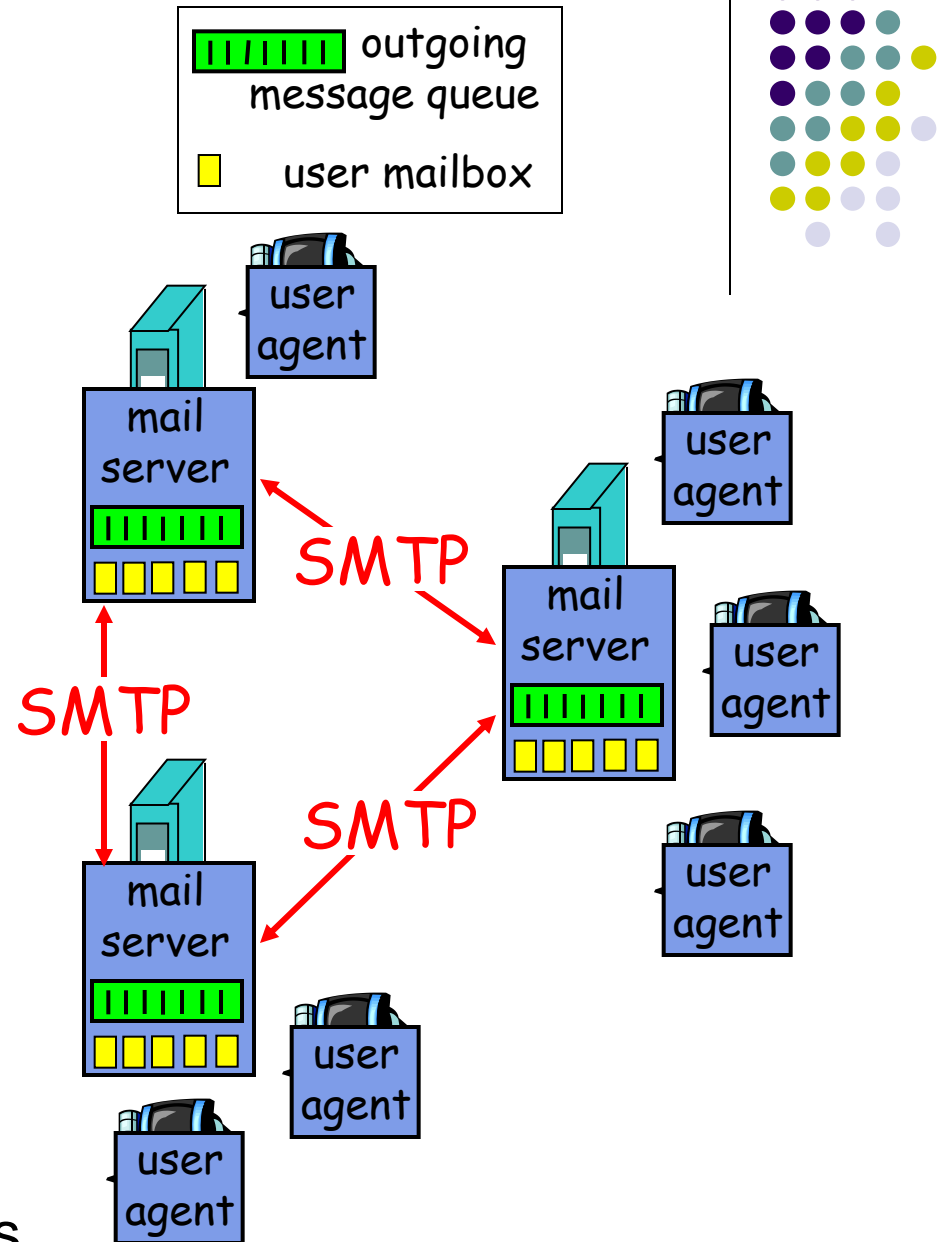 outgoing
message queue
user mailbox
user
agent
mail
server
user
agent
SMTP
mail
server
user
agent
SMTP
SMTP
mail
server
user
agent
user
agent
user
agent
s